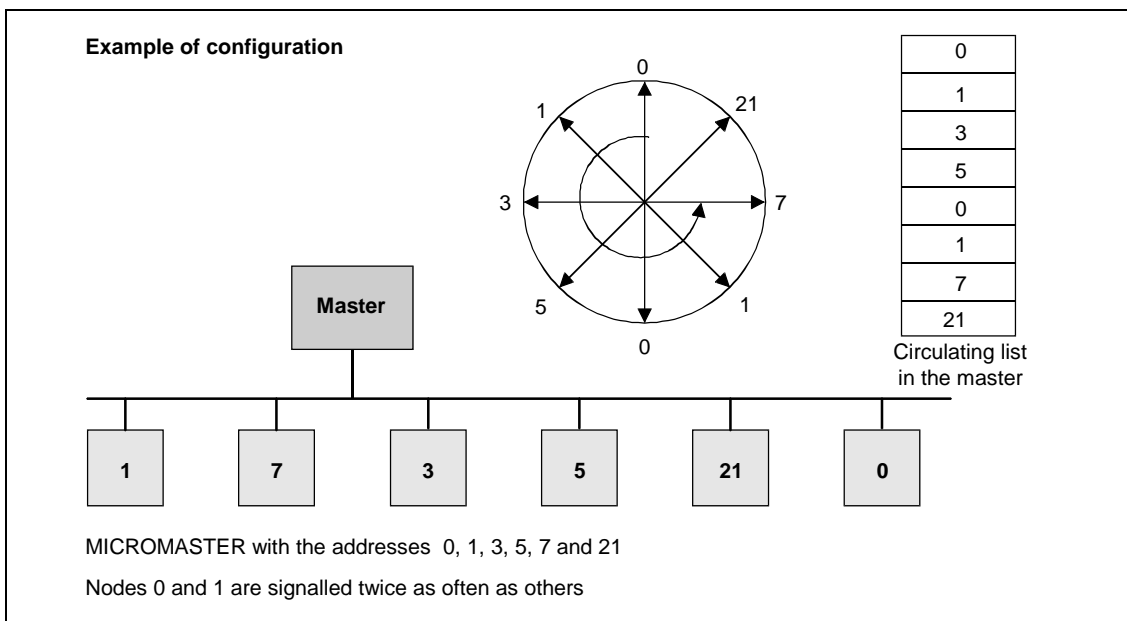 Example of configuration
0
21
7
1
0
5
3
1
0
1
3
5
0
1
7
21
Circulating list
in the master
Master
1 7 3 5 21 0
MICROMASTER with the addresses 0, 1, 3, 5, 7 and 21
Nodes 0 and 1 are signalled twice as often as others